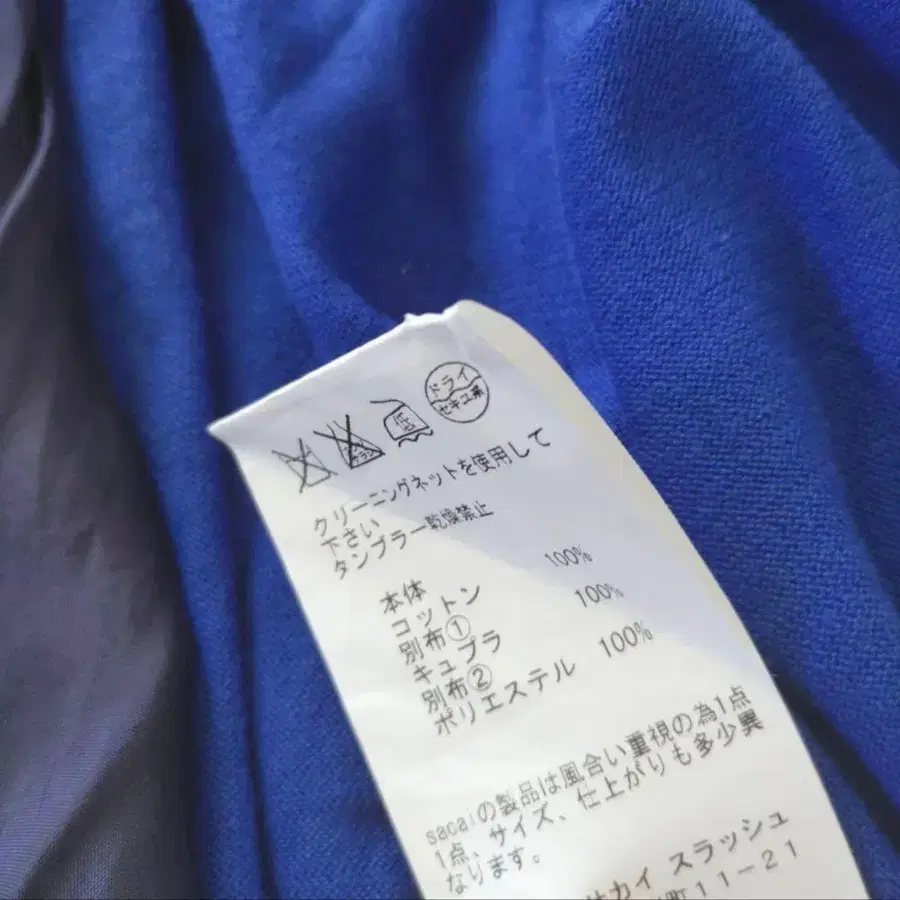 ドライ
セキユ系
低
クリーニングネットを使用して
下さい
タンブラー乾燥禁止
本体
コットン 100%
別布①
キュプラ 100%
別布②
ポリエステル 100%
sacaiの製品は風合い重視の為1点
1点、サイズ、仕上がりも多少異
なります。
サカイ スラッシュ
町11-21